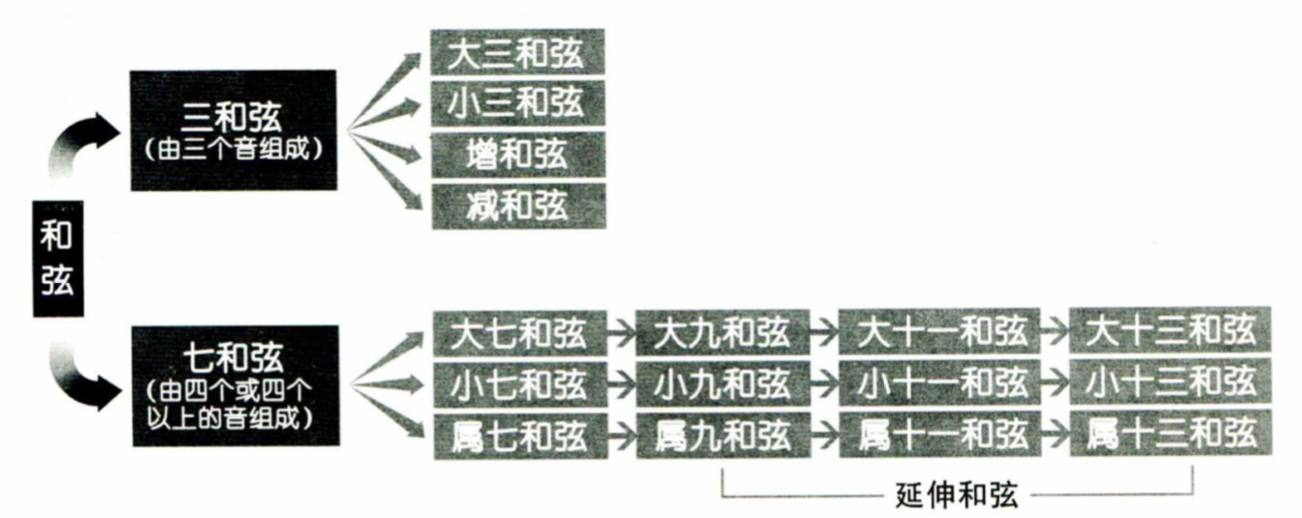 和弦
三和弦
(由三个音组成)
大三和弦
小三和弦
增和弦
减和弦
七和弦
(由四个或四个
以上的音组成)
大七和弦 → 大九和弦 → 大十一和弦 → 大十三和弦
小七和弦 → 小九和弦 → 小十一和弦 → 小十三和弦
属七和弦 → 属九和弦 → 属十一和弦 → 属十三和弦
延伸和弦